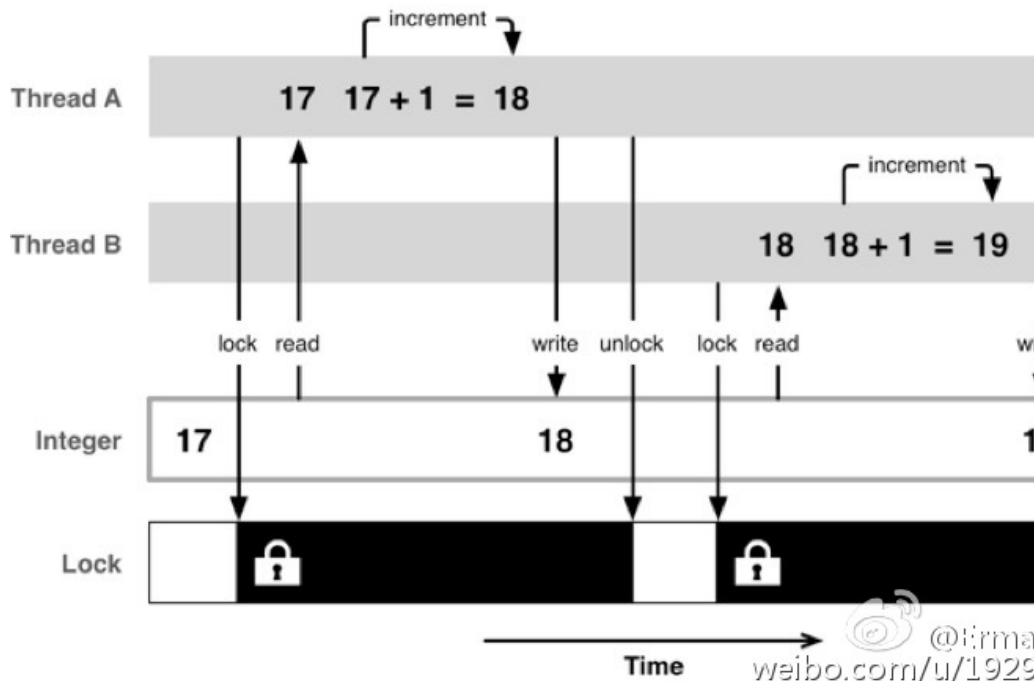 increment
Thread A 17 17 + 1 = 18
increment
Thread B 18 18 + 1 = 19
lock read write unlock lock read
Integer 17 18
Lock
Time
weibo.com/u/1929